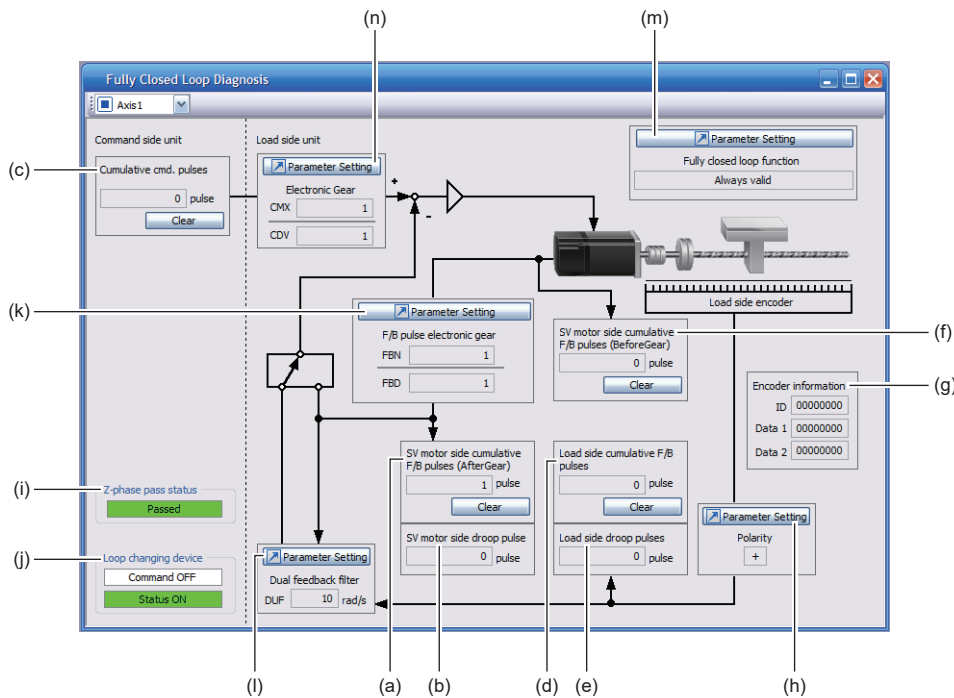 (n)
(m)
Fully Closed Loop Diagnosis
Axis1
Command side unit
Load side unit
(c)
Cumulative cmd. pulses
0 pulse
Clear
Parameter Setting
Electronic Gear
CMX 1
CDV 1
+
-
Parameter Setting
Fully closed loop function
Always valid
Load side encoder
(k)
Parameter Setting
F/B pulse electronic gear
FBN 1
FBD 1
SV motor side cumulative
F/B pulses (BeforeGear)
0 pulse
Clear
(f)
Encoder information
ID 00000000
Data 1 00000000
Data 2 00000000
(g)
SV motor side cumulative
F/B pulses (AfterGear)
1 pulse
Clear
SV motor side droop pulse
0 pulse
Load side cumulative F/B
pulses
0 pulse
Clear
Load side droop pulses
0 pulse
(i)
Z-phase pass status
Passed
(j)
Loop changing device
Command OFF
Status ON
Parameter Setting
Dual feedback filter
DUF 10 rad/s
Parameter Setting
Polarity
+
(l)
(a)
(b)
(d)
(e)
(h)